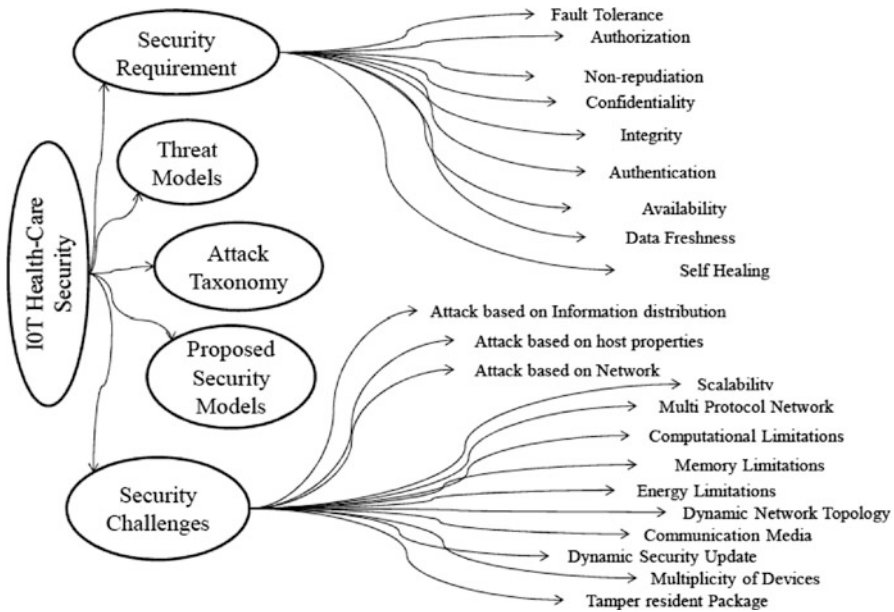 I0T Health-Care
Security
Security
Requirement
Threat
Models
Attack
Taxonomy
Proposed
Security
Models
Security
Challenges
Fault Tolerance
Authorization
Non-repudiation
Confidentiality
Integrity
Authentication
Availability
Data Freshness
Self Healing
Attack based on Information distribution
Attack based on host properties
Attack based on Network
Scalability
Multi Protocol Network
Computational Limitations
Memory Limitations
Energy Limitations
Dynamic Network Topology
Communication Media
Dynamic Security Update
Multiplicity of Devices
Tamper resident Package